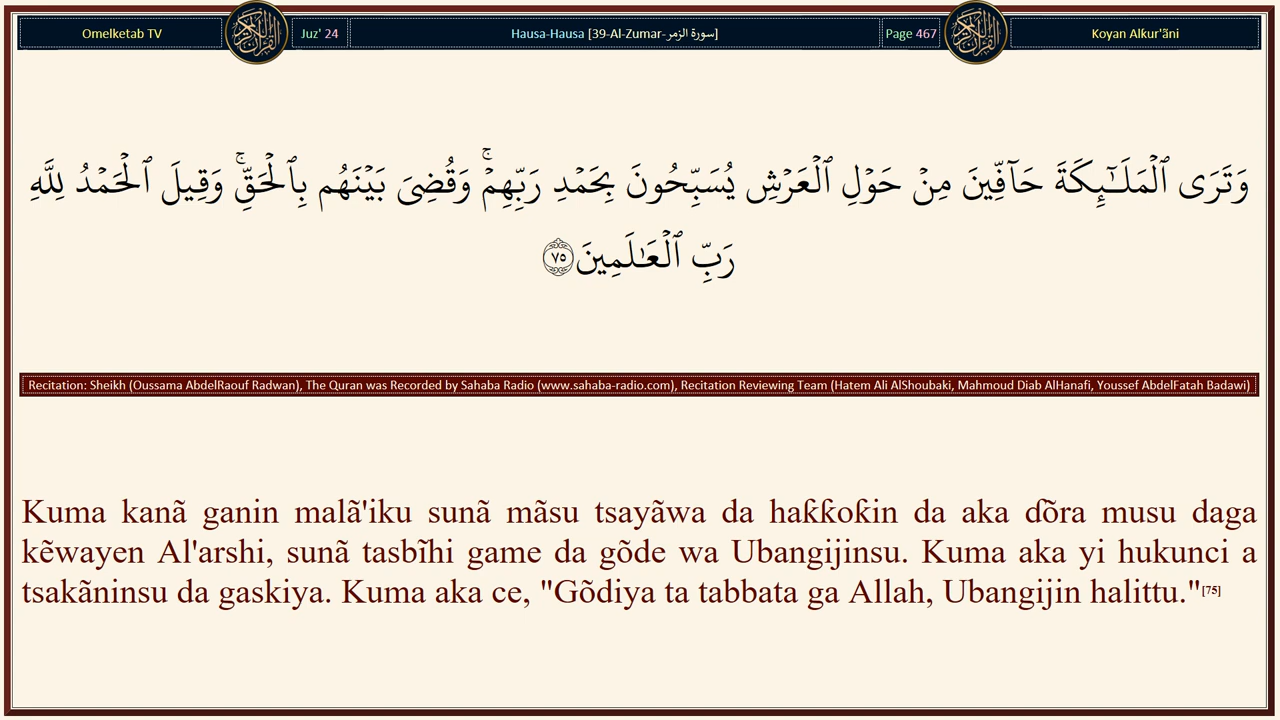 Omelketab TV
Juz' 24
Hausa-Hausa [39-Al-Zumar-سورة الزمر]
Page 467
Koyan Alƙur'ãni
وَتَرَى ٱلْمَلَـٰٓئِكَةَ حَآفِّينَ مِنْ حَوْلِ ٱلْعَرْشِ يُسَبِّحُونَ بِحَمْدِ رَبِّهِمْ ۚ وَقُضِىَ بَيْنَهُم بِٱلْحَقِّ ۚ وَقِيلَ ٱلْحَمْدُ لِلَّهِ
رَبِّ ٱلْعَـٰلَمِينَ ٧٥
Recitation: Sheikh (Oussama AbdelRaouf Radwan), The Quran was Recorded by Sahaba Radio (www.sahaba-radio.com), Recitation Reviewing Team (Hatem Ali AlShoubaki, Mahmoud Diab AlHanafi, Youssef AbdelFatah Badawi)
Kuma kanã ganin malã'iku sunã mãsu tsayãwa da haƙƙoƙin da aka ɗõra musu daga
kẽwayen Al'arshi, sunã tasbĩhi game da gõde wa Ubangijinsu. Kuma aka yi hukunci a
tsakãninsu da gaskiya. Kuma aka ce, "Gõdiya ta tabbata ga Allah, Ubangijin halittu."[75]